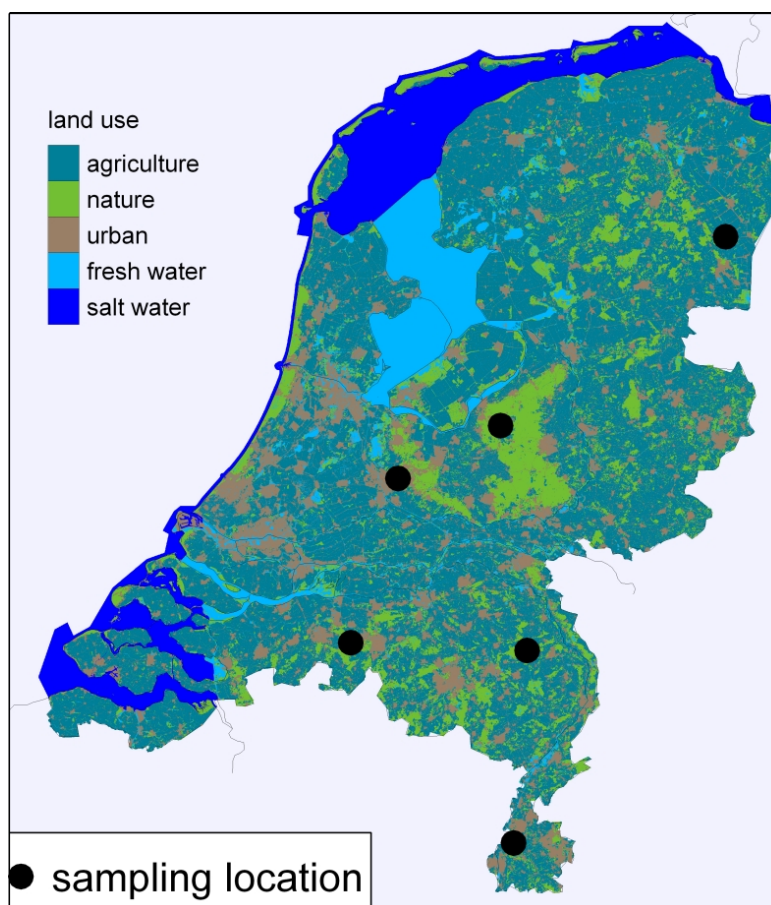 land use
agriculture
nature
urban
fresh water
salt water
sampling location